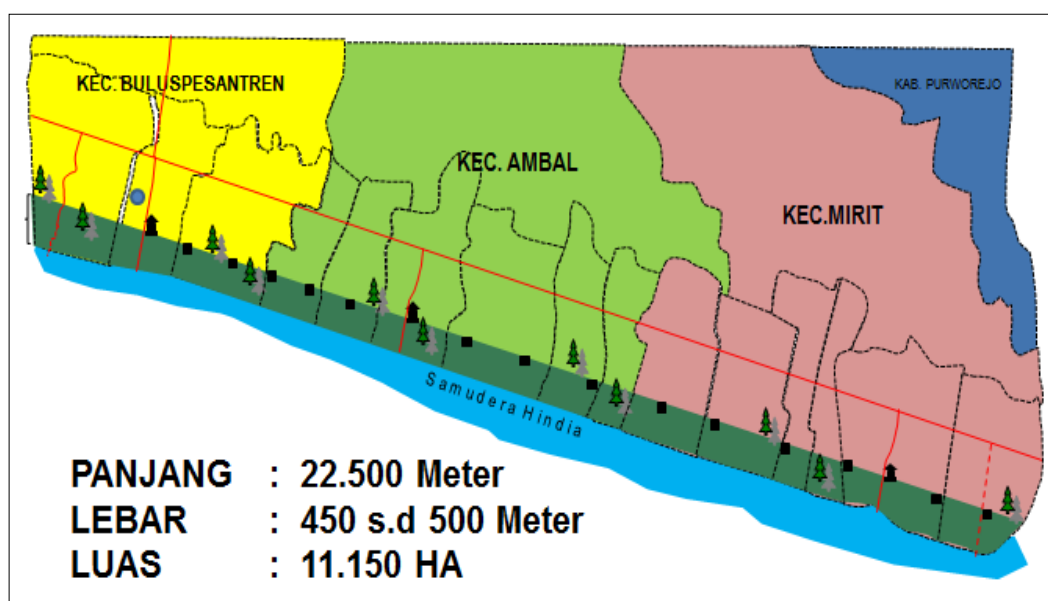 KEC. BULUSPESANTREN
KAB. PURWOREJO
KEC. AMBAL
KEC.MIRIT
Samudera Hindia
PANJANG : 22.500 Meter
LEBAR : 450 s.d 500 Meter
LUAS : 11.150 HA